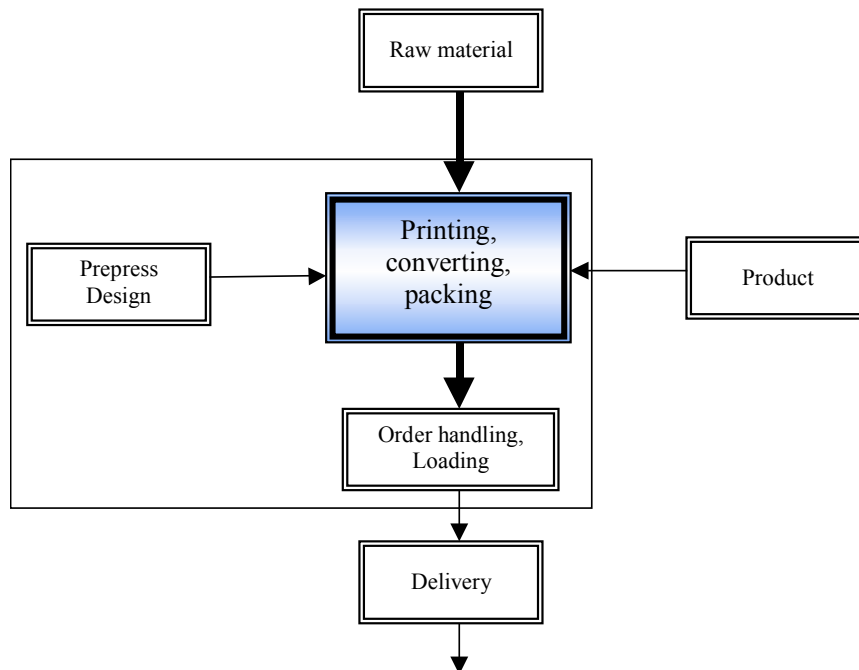 Raw material
Printing,
converting,
packing
Prepress
Design
Product
Order handling,
Loading
Delivery